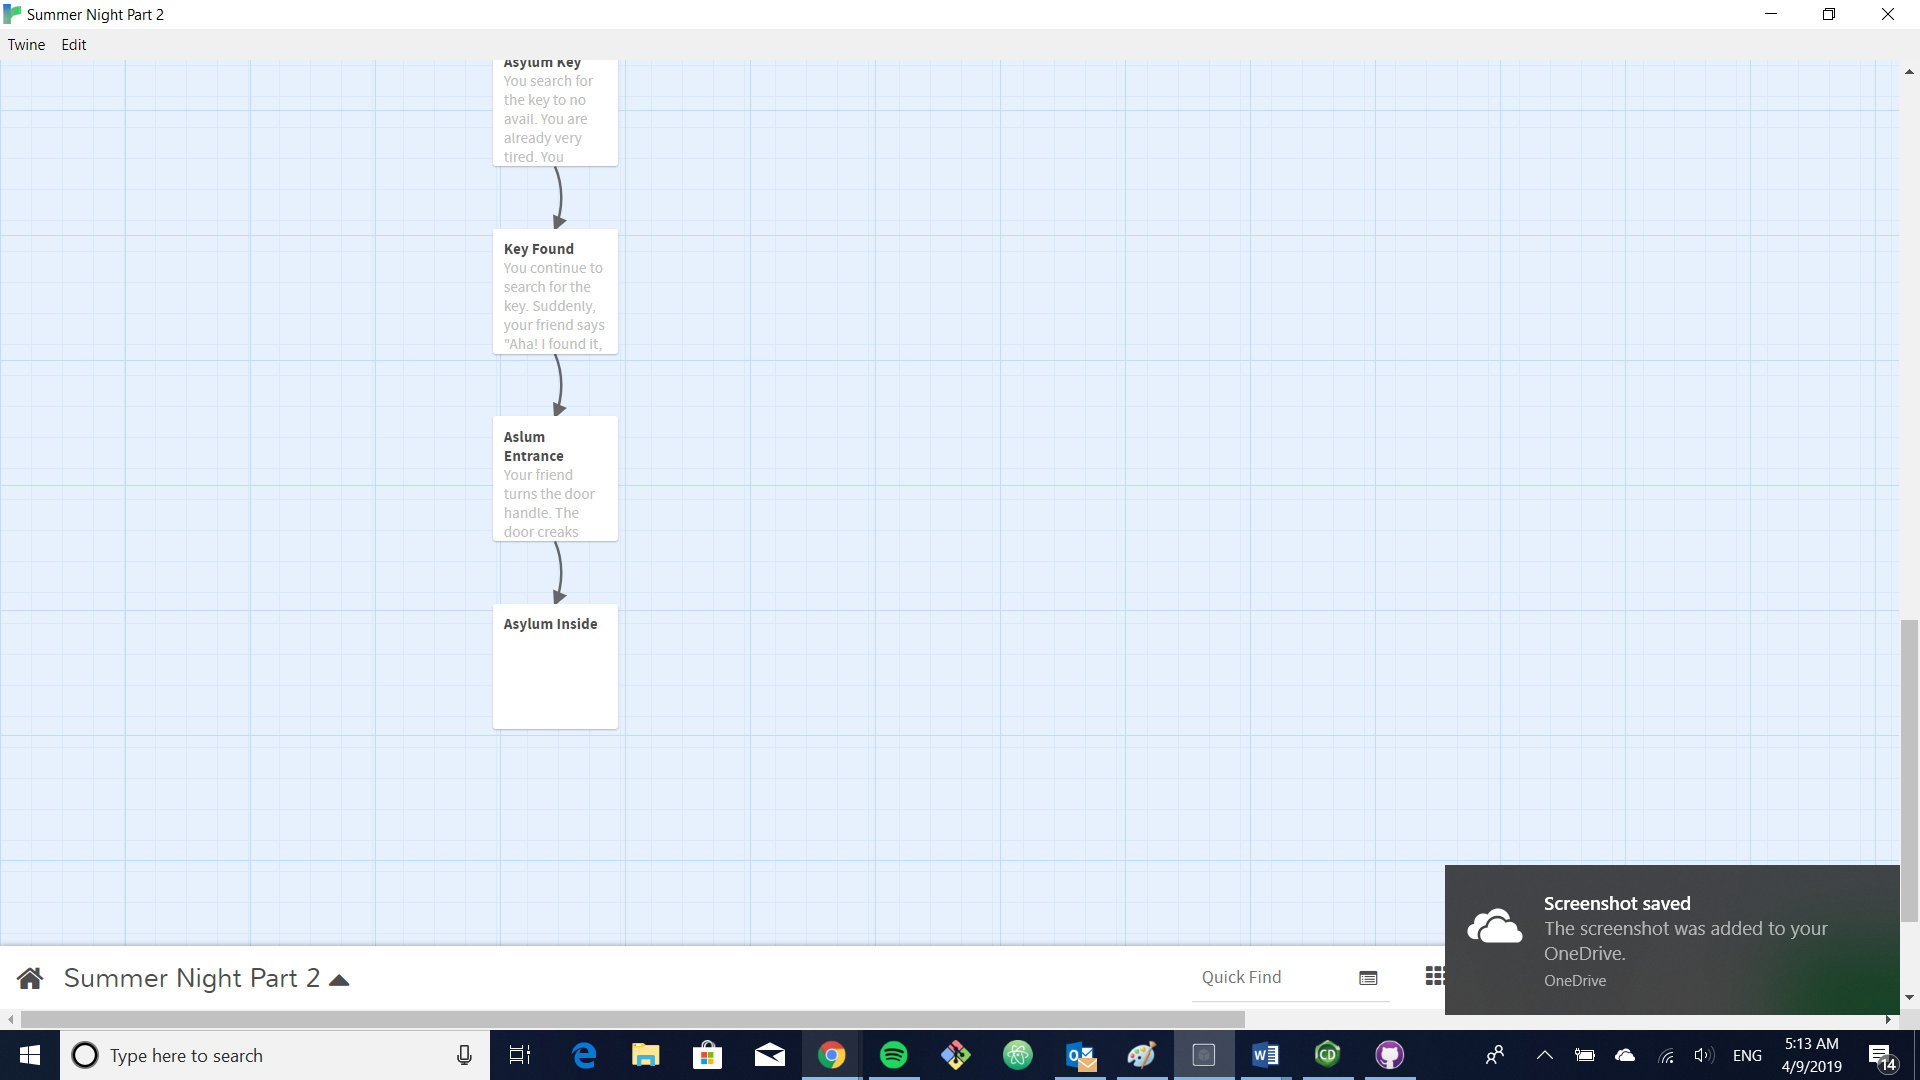 Summer Night Part 2
Twine Edit
Asylum Key
You search for
the key to no
avail. You are
already very
tired. You
Key Found
You continue to
search for the
key. Suddenly,
your friend says
"Aha! I found it,
Aslum
Entrance
Your friend
turns the door
handle. The
door creaks
Asylum Inside
Screenshot saved
The screenshot was added to your
OneDrive.
OneDrive
Summer Night Part 2
Quick Find
Type here to search
ENG
5:13 AM
4/9/2019
14